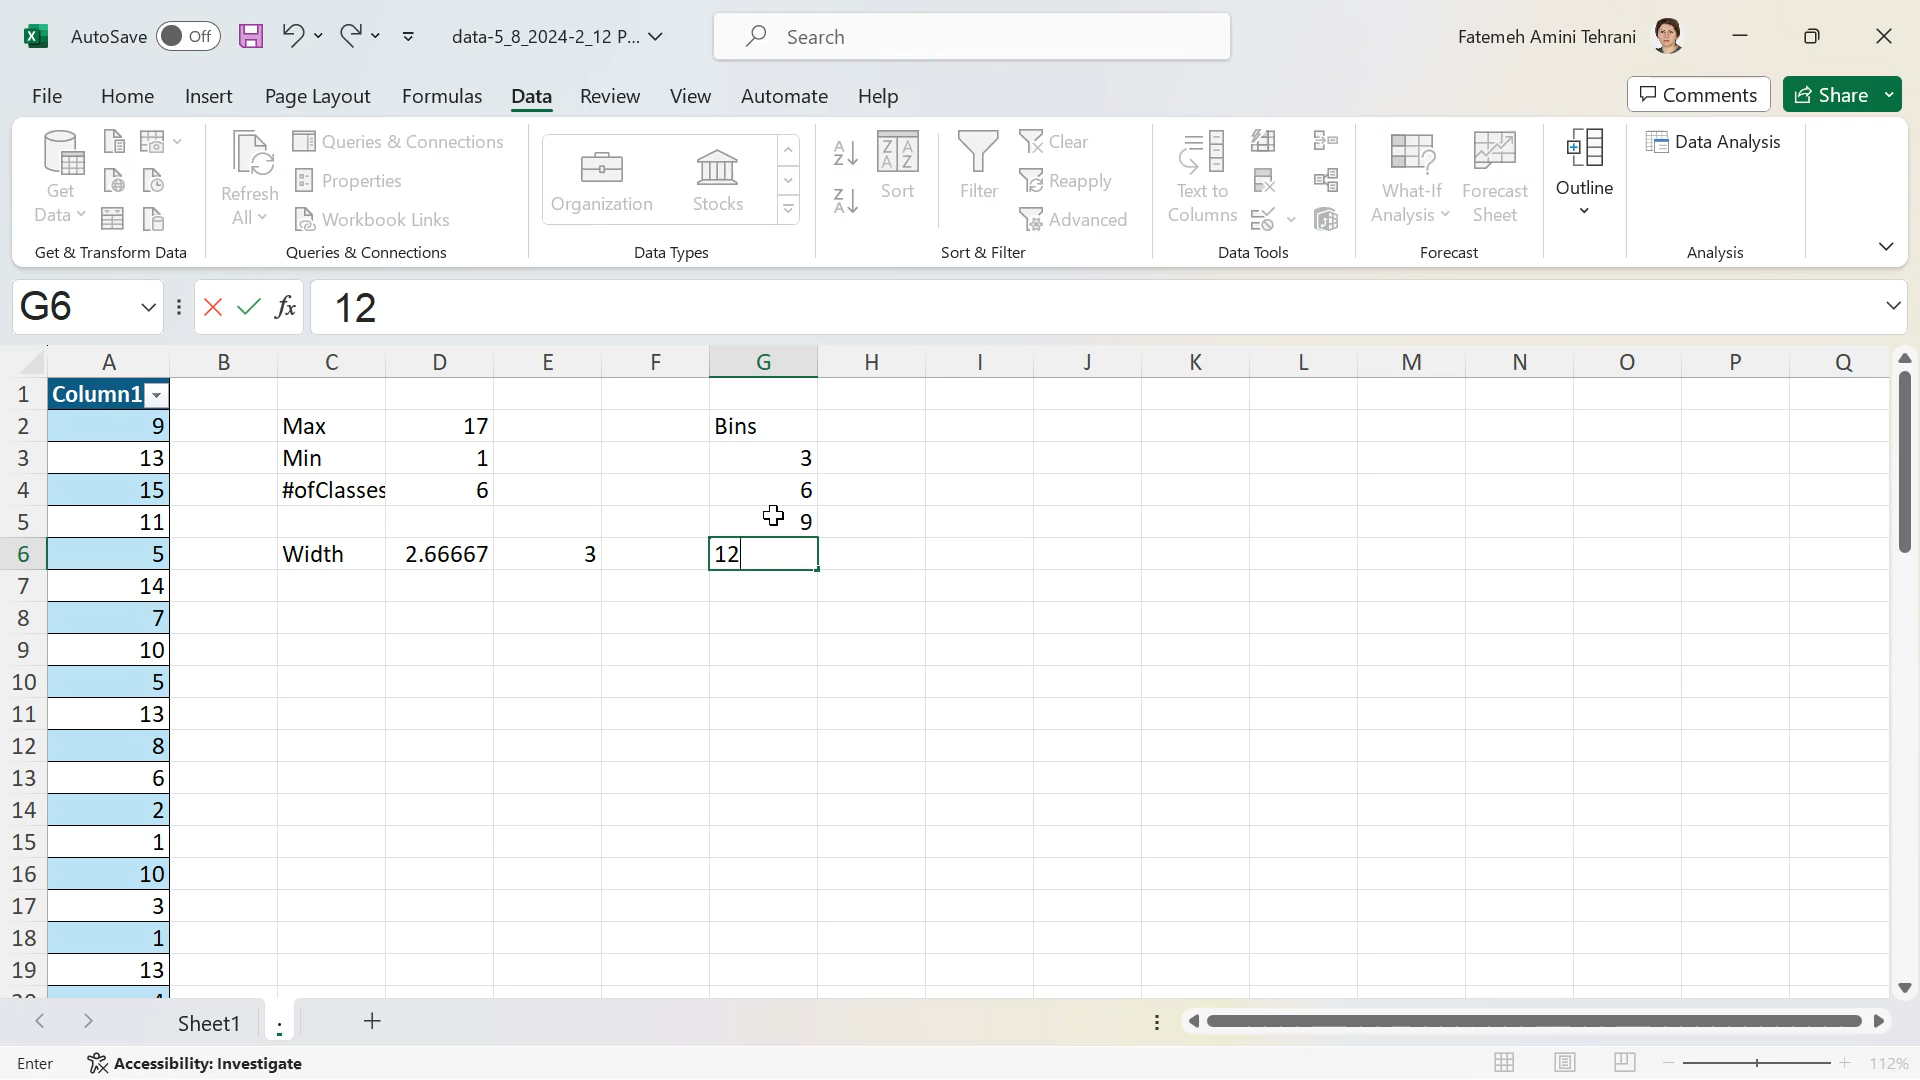 AutoSave Off data-5_8_2024-2_12 P... Search Fatemeh Amini Tehrani
File Home Insert Page Layout Formulas Data Review View Automate Help Comments Share
Get Data Refresh All Queries & Connections Properties Workbook Links Organization Stocks Sort Filter Clear Reapply Advanced Text to Columns What-If Analysis Forecast Sheet Outline Data Analysis
Get & Transform Data Queries & Connections Data Types Sort & Filter Data Tools Forecast Analysis
G6 fx 12
A B C D E F G H I J K L M N O P Q
1 Column1
2 9 Max 17 Bins
3 13 Min 1 3
4 15 #ofClasses 6 6
5 11 9
6 5 Width 2.66667 3 12
7 14
8 7
9 10
10 5
11 13
12 8
13 6
14 2
15 1
16 10
17 3
18 1
19 13
Sheet1 .
Enter Accessibility: Investigate 112%